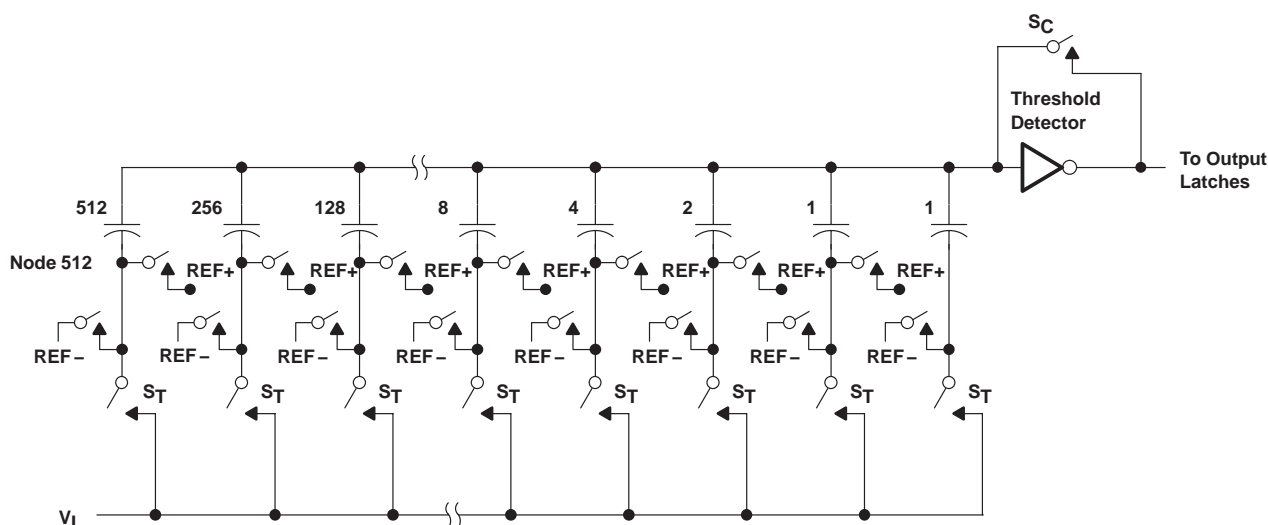 SC
Threshold
Detector
To Output
Latches
512
256
128
8
4
2
1
1
Node 512
REF+
REF+
REF+
REF+
REF+
REF+
REF+
REF–
REF–
REF–
REF–
REF–
REF–
REF–
REF–
ST
ST
ST
ST
ST
ST
ST
ST